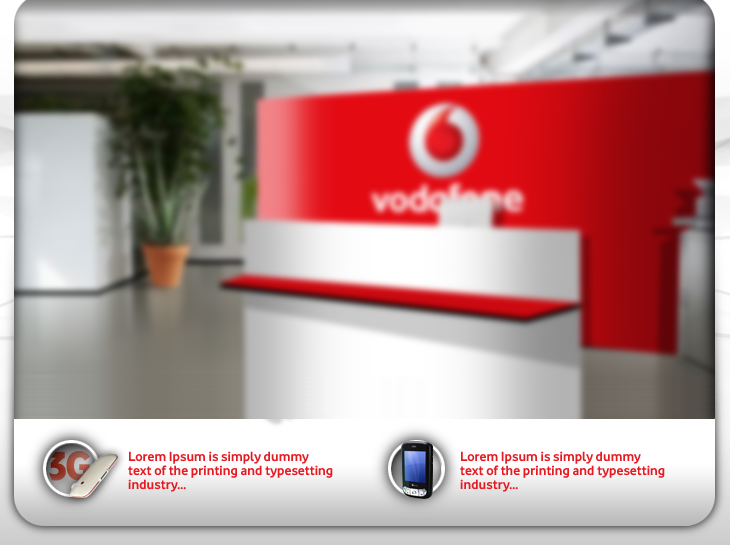 vodafone
3G
Lorem Ipsum is simply dummy
text of the printing and typesetting
industry...
Lorem Ipsum is simply dummy
text of the printing and typesetting
industry...